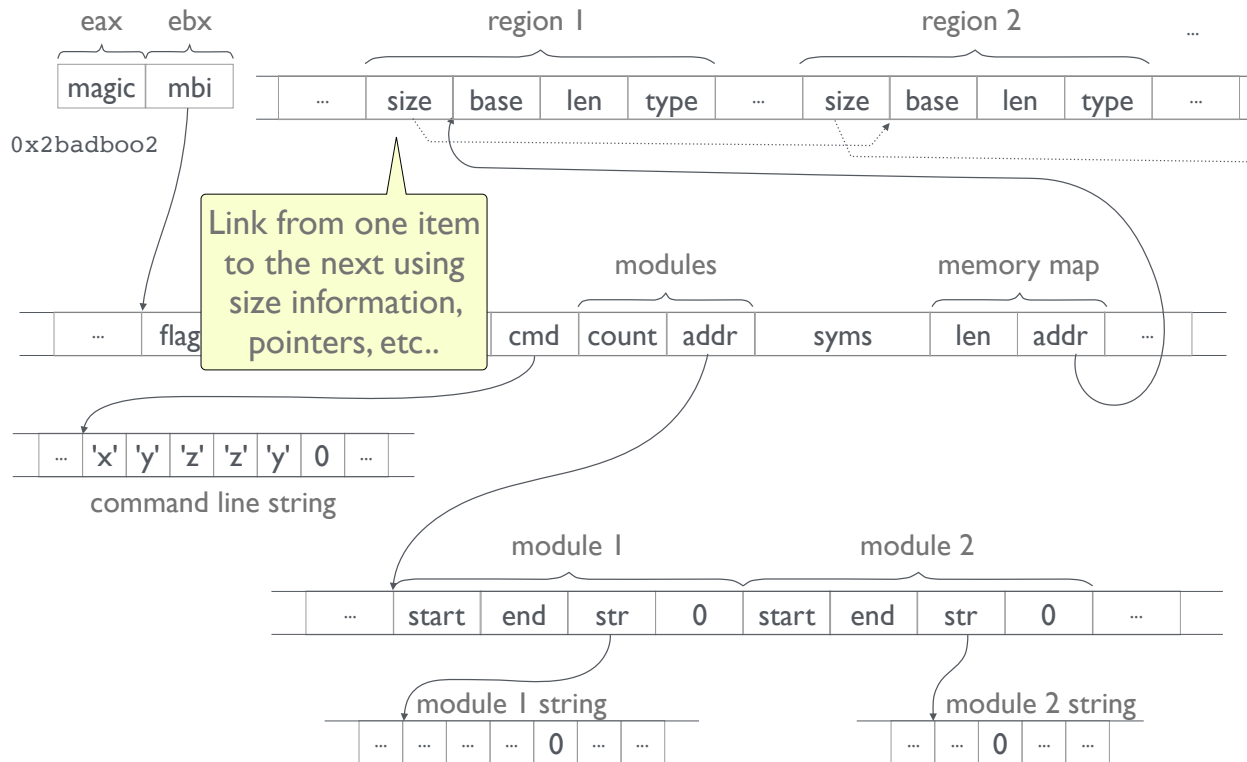 eax ebx region 1 region 2 ...
magic mbi ... size base len type ... size base len type ...
0x2badboo2
Link from one item
to the next using
size information,
pointers, etc..
modules memory map
... flag cmd count addr syms len addr ...
... 'x' 'y' 'z' 'z' 'y' 0 ...
command line string
module 1 module 2
... start end str 0 start end str 0 ...
module 1 string module 2 string
... ... ... ... 0 ... ... ... ... 0 ... ...